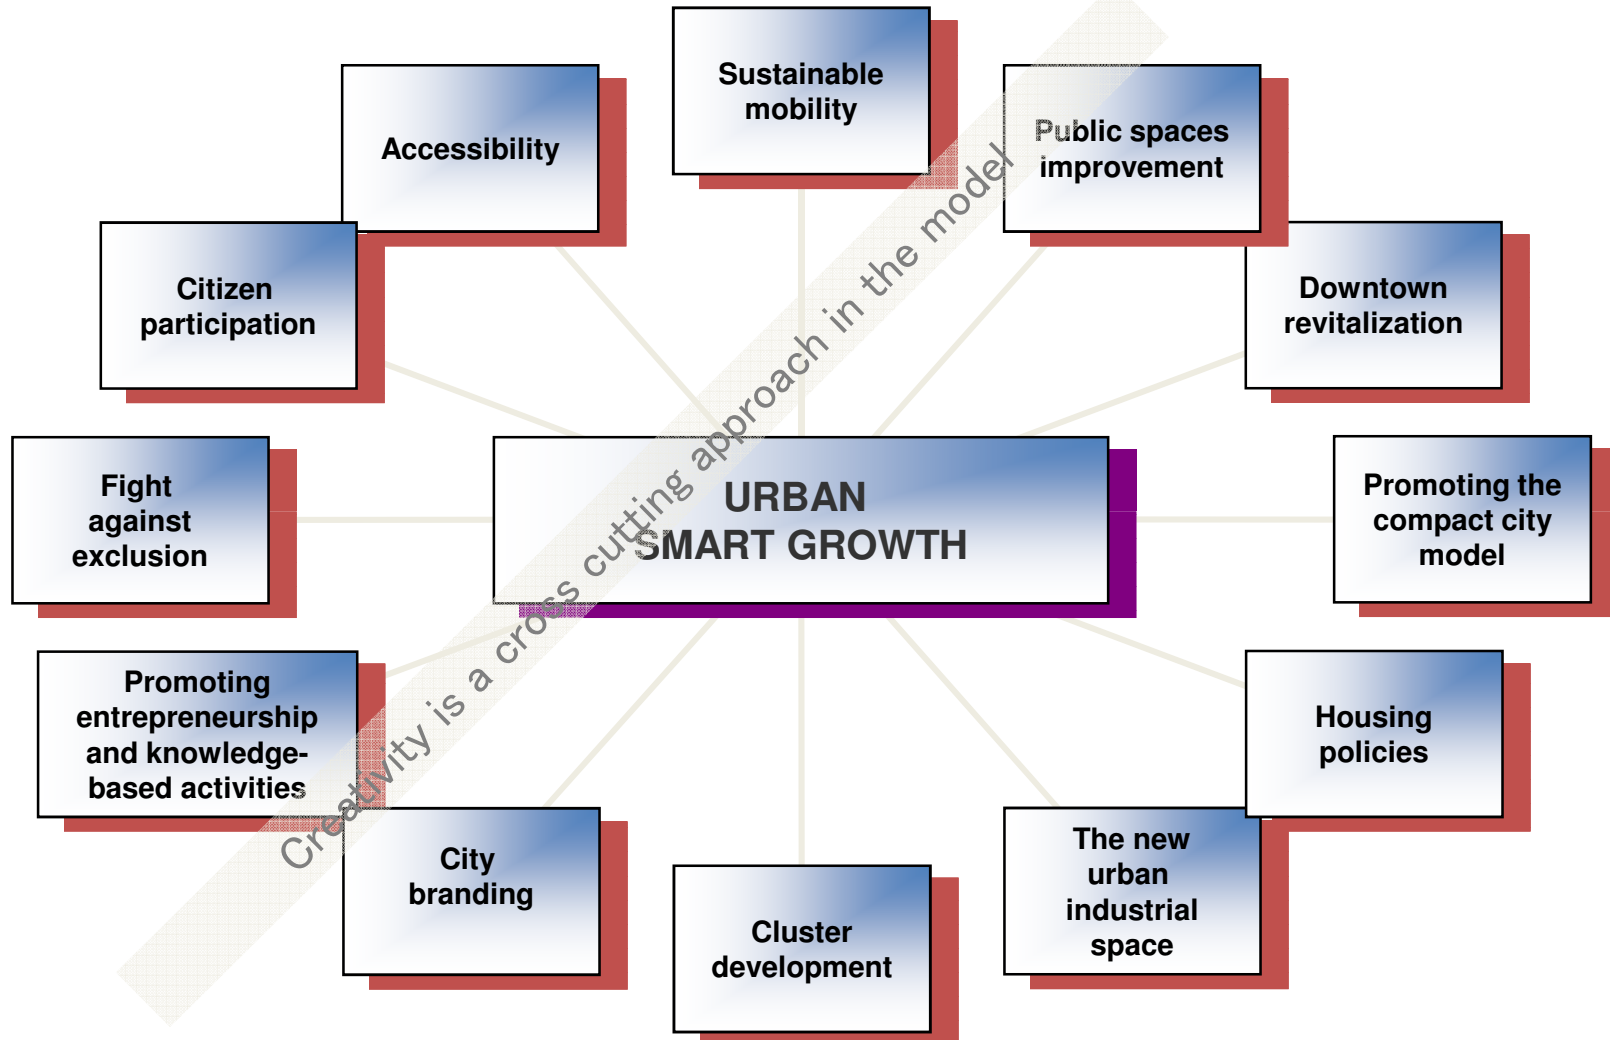 Sustainable
mobility
Accessibility
Public spaces
improvement
Citizen
participation
Downtown
revitalization
Fight
against
exclusion
URBAN
SMART GROWTH
Promoting the
compact city
model
Promoting
entrepreneurship
and knowledge-
based activities
Housing
policies
City
branding
The new
urban
industrial
space
Cluster
development
Creativity is a cross cutting approach in the model